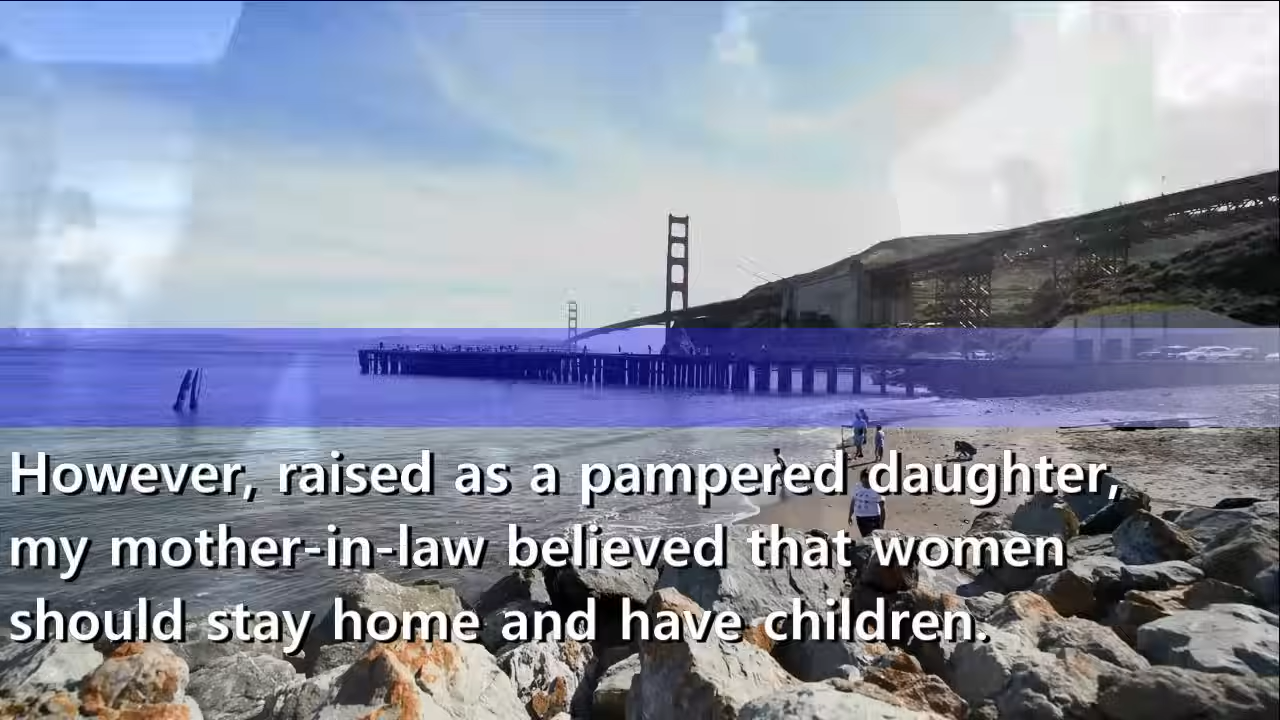 However, raised as a pampered daughter,
my mother-in-law believed that women
should stay home and have children.